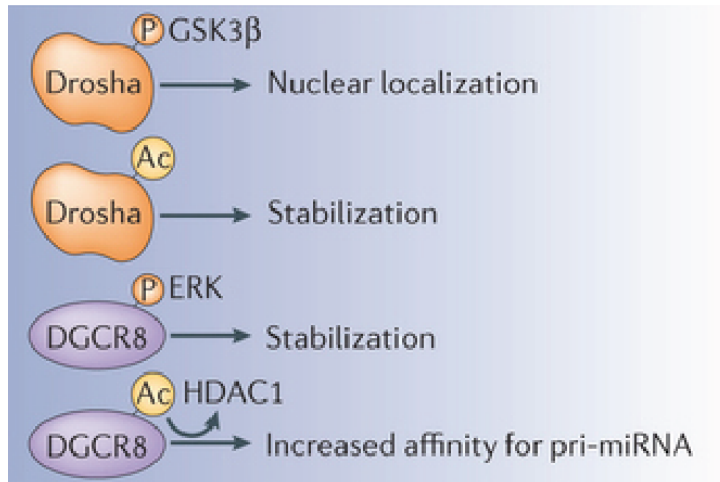 P GSK3β
Drosha Nuclear localization
Ac
Drosha Stabilization
P ERK
DGCR8 Stabilization
Ac HDAC1
DGCR8 Increased affinity for pri-miRNA